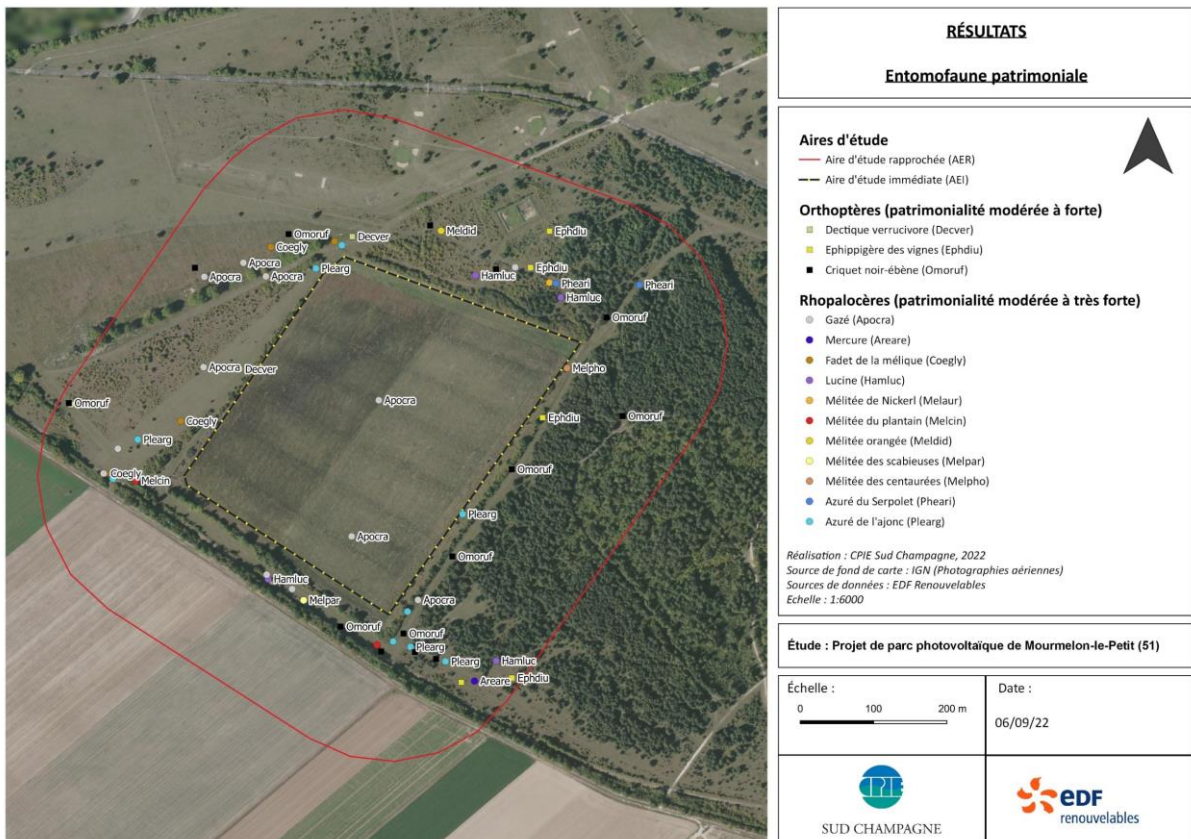 RÉSULTATS
Entomofaune patrimoniale
Aires d'étude
Aire d'étude rapprochée (AER)
Aire d'étude immédiate (AEI)
Orthoptères (patrimonialité modérée à forte)
Dectique verrucivore (Decver)
Ephippigère des vignes (Ephdiu)
Criquet noir-ébène (Omoruf)
Rhopalocères (patrimonialité modérée à très forte)
Gazé (Apocra)
Mercure (Areare)
Fadet de la mélique (Coegly)
Lucine (Hamluc)
Mélitée de Nickerl (Melaur)
Mélitée du plantain (Melcin)
Mélitée orangée (Meldid)
Mélitée des scabieuses (Melpar)
Mélitée des centaurées (Melpho)
Azuré du Serpolet (Pheari)
Azuré de l'ajonc (Plearg)
Réalisation : CPIE Sud Champagne, 2022
Source de fond de carte : IGN (Photographies aériennes)
Sources de données : EDF Renouvelables
Echelle : 1:6000
Étude : Projet de parc photovoltaïque de Mourmelon-le-Petit (51)
Échelle :
0 100 200 m
Date :
06/09/22
CPIE
SUD CHAMPAGNE
edf
renouvelables
Meldid
Ephdiu
Omoruf
Decver
Coegly
Apocra
Apocra
Apocra
Plearg
Hamluc
Ephdiu
Pheari
Pheari
Hamluc
Omoruf
Apocra
Decver
Melpho
Omoruf
Apocra
Coegly
Ephdiu
Omoruf
Plearg
Coegly
Melcin
Omoruf
Plearg
Apocra
Omoruf
Hamluc
Melpar
Apocra
Omoruf
Omoruf
Plearg
Plearg
Hamluc
Areare
Ephdiu